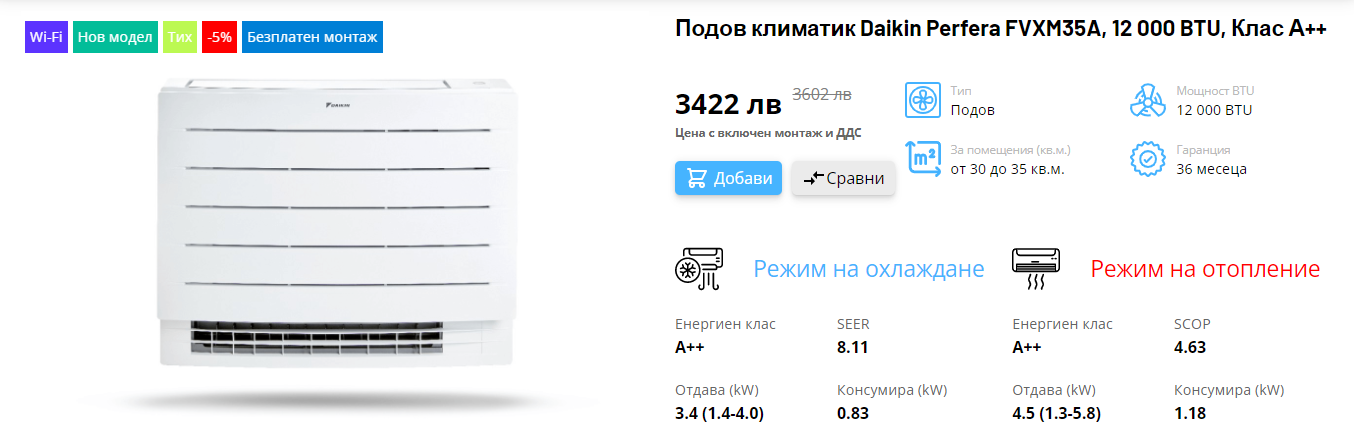 Wi-Fi Нов модел Тих -5% Безплатен монтаж
DAIKIN
Подов климатик Daikin Perfera FVXM35A, 12 000 BTU, Клас A++
3422 лв 3602 лв
Цена с включен монтаж и ДДС
Добави Сравни
Тип
Подов
Мощност BTU
12 000 BTU
За помещения (кв.м.)
от 30 до 35 кв.м.
Гаранция
36 месеца
m²
Режим на охлаждане
Енергиен клас SEER
A++ 8.11
Отдава (kW) Консумира (kW)
3.4 (1.4-4.0) 0.83
Режим на отопление
Енергиен клас SCOP
A++ 4.63
Отдава (kW) Консумира (kW)
4.5 (1.3-5.8) 1.18